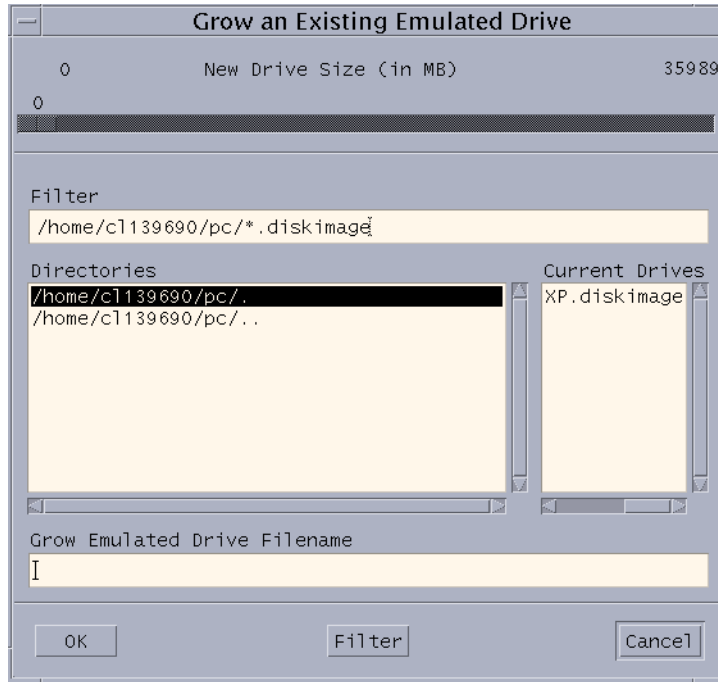 Grow an Existing Emulated Drive
0 New Drive Size (in MB) 35989
0
Filter
/home/cl139690/pc/*.diskimage
Directories
/home/cl139690/pc/.
/home/cl139690/pc/..
Current Drives
XP.diskimage
Grow Emulated Drive Filename
OK Filter Cancel